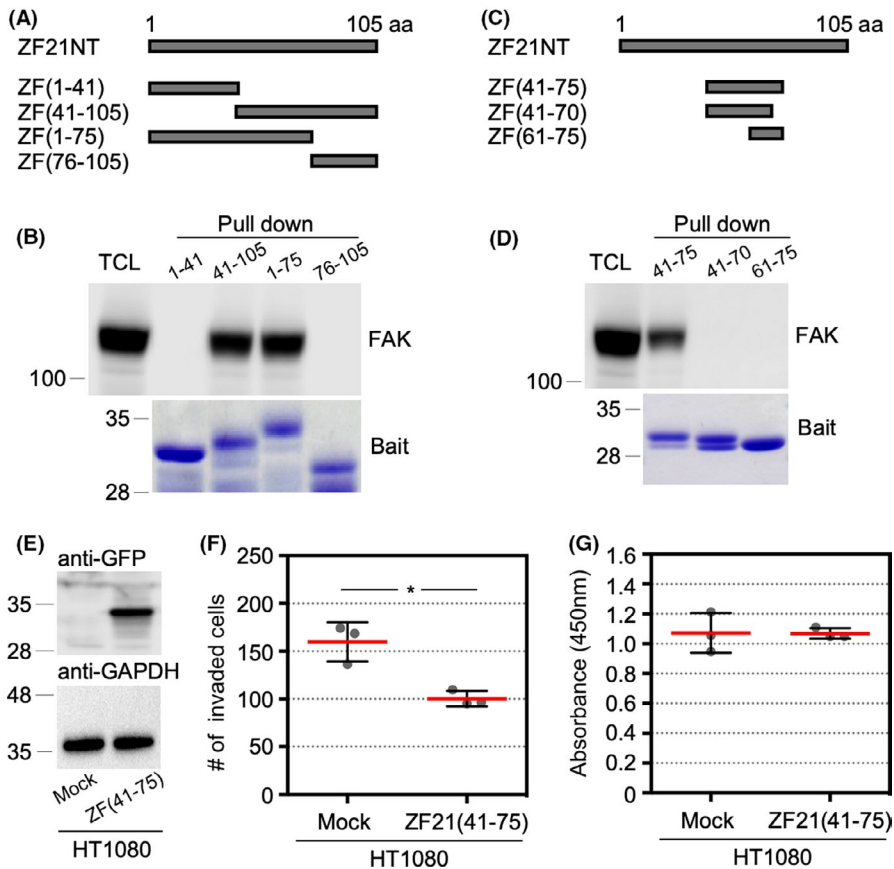 (A)
1 105 aa
ZF21NT
ZF(1-41)
ZF(41-105)
ZF(1-75)
ZF(76-105)
(C)
1 105 aa
ZF21NT
ZF(41-75)
ZF(41-70)
ZF(61-75)
(B)
Pull down
TCL 1-41 41-105 1-75 76-105
FAK
100
35
Bait
28
(D)
Pull down
TCL 41-75 41-70 61-75
FAK
100
35
Bait
28
(E)
anti-GFP
35
28
anti-GAPDH
48
35
Mock ZF(41-75)
HT1080
(F)
# of invaded cells
250
200
150
100
50
0
*
Mock ZF21(41-75)
HT1080
(G)
Absorbance (450nm)
1.6
1.4
1.2
1.0
0.8
0.6
0.4
0.2
0
Mock ZF21(41-75)
HT1080